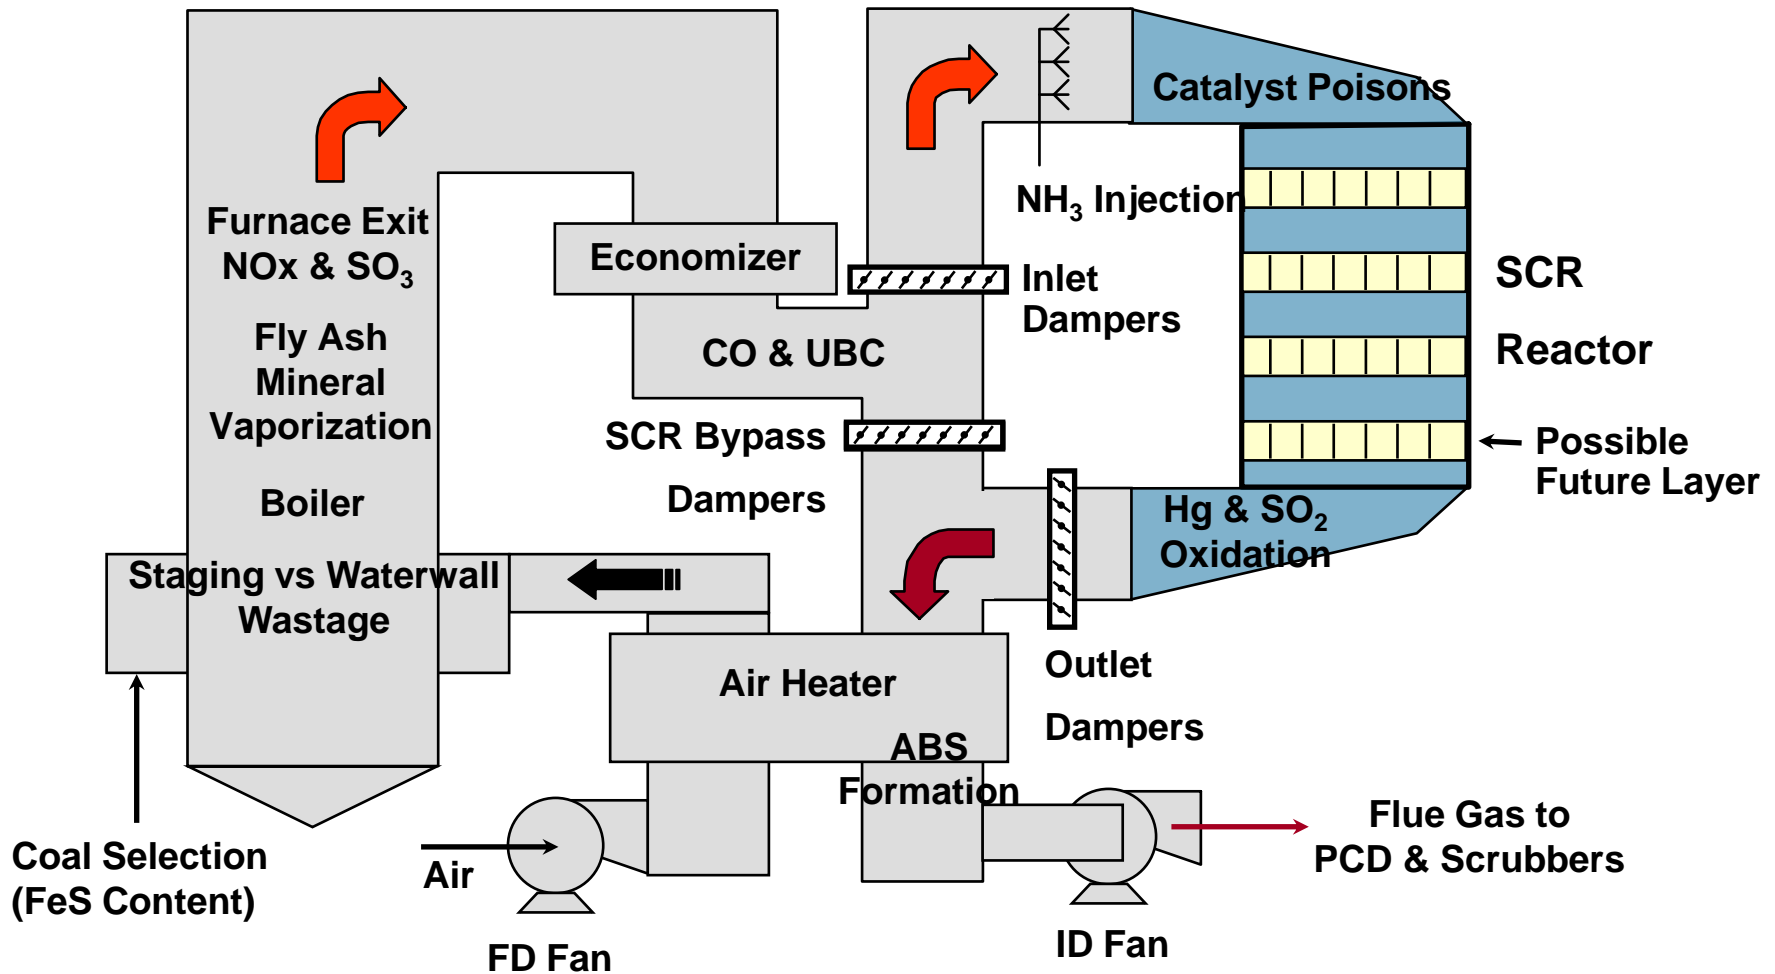 Catalyst Poisons
NH₃ Injection
Furnace Exit
NOx & SO₃
Economizer
Inlet
Dampers
SCR
Reactor
Fly Ash
Mineral
Vaporization
CO & UBC
SCR Bypass
Dampers
Possible
Future Layer
Boiler
Hg & SO₂
Oxidation
Staging vs Waterwall
Wastage
Air Heater
Outlet
Dampers
ABS
Formation
Coal Selection
(FeS Content)
Air
Flue Gas to
PCD & Scrubbers
FD Fan
ID Fan